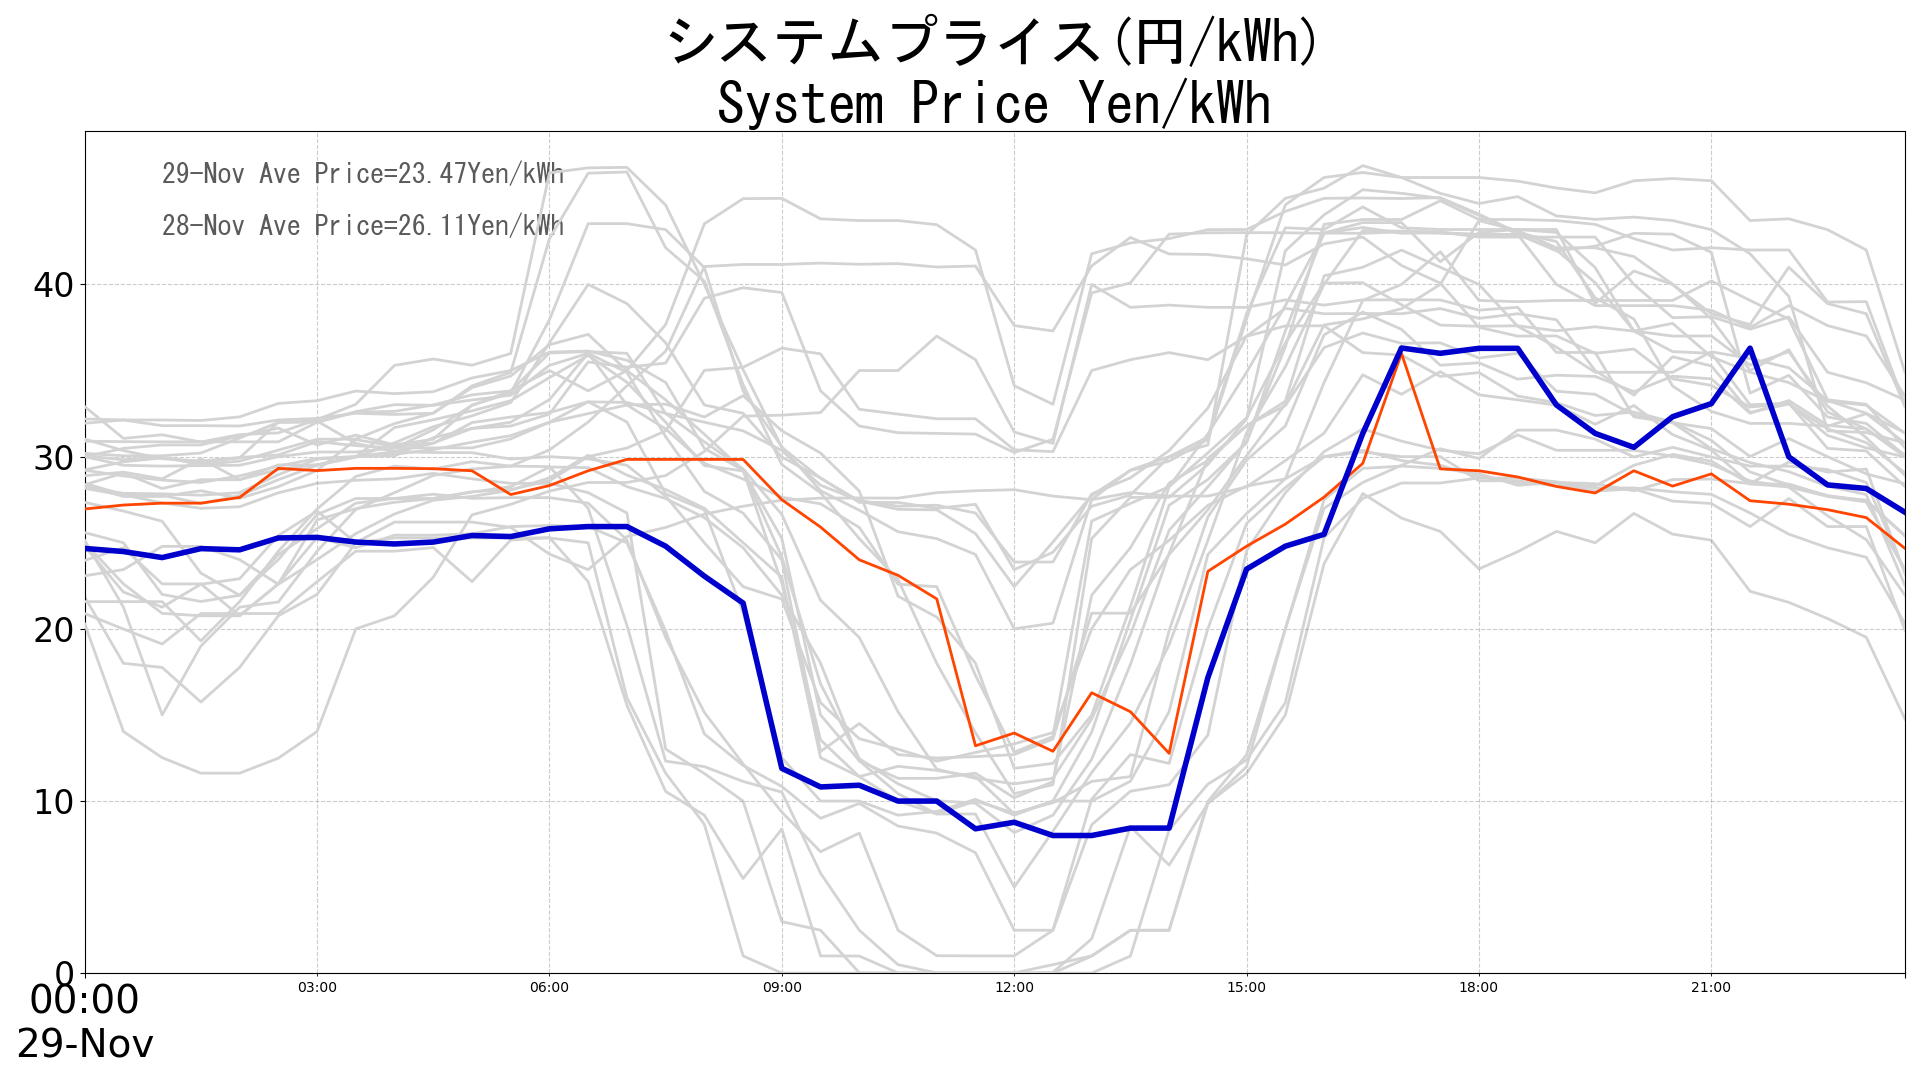 システムプライス(円/kWh)
System Price Yen/kWh
29-Nov Ave Price=23.47Yen/kWh
28-Nov Ave Price=26.11Yen/kWh
40
30
20
10
0
00:00 03:00 06:00 09:00 12:00 15:00 18:00 21:00
29-Nov